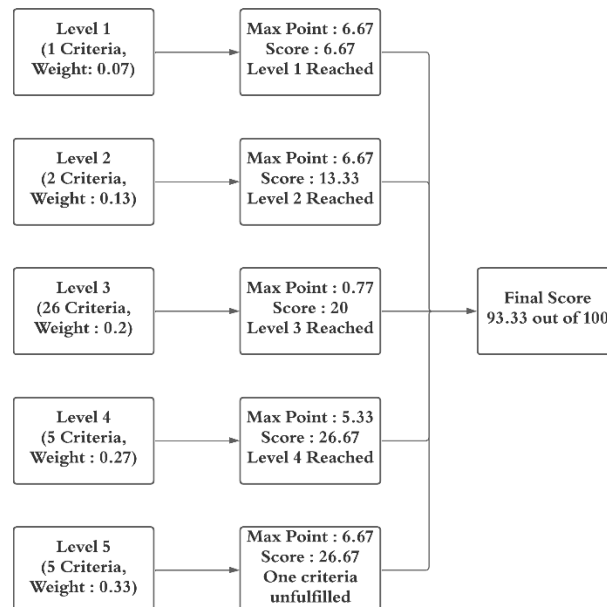 Level 1
(1 Criteria,
Weight: 0.07)
Max Point : 6.67
Score : 6.67
Level 1 Reached
Level 2
(2 Criteria,
Weight : 0.13)
Max Point : 6.67
Score : 13.33
Level 2 Reached
Level 3
(26 Criteria,
Weight : 0.2)
Max Point : 0.77
Score : 20
Level 3 Reached
Final Score
93.33 out of 100
Level 4
(5 Criteria,
Weight : 0.27)
Max Point : 5.33
Score : 26.67
Level 4 Reached
Level 5
(5 Criteria,
Weight : 0.33)
Max Point : 6.67
Score : 26.67
One criteria
unfulfilled